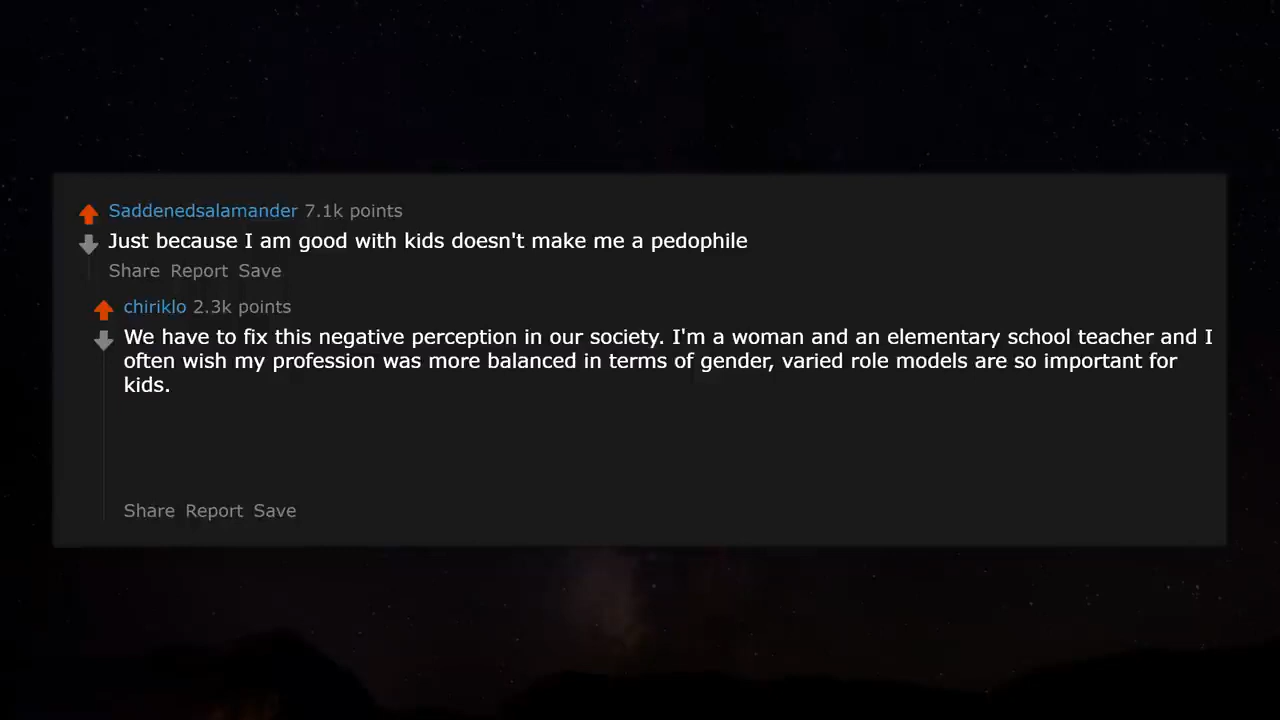 Saddenedsalamander 7.1k points
Just because I am good with kids doesn't make me a pedophile
Share Report Save
chiriklo 2.3k points
We have to fix this negative perception in our society. I'm a woman and an elementary school teacher and I
often wish my profession was more balanced in terms of gender, varied role models are so important for
kids.
Share Report Save